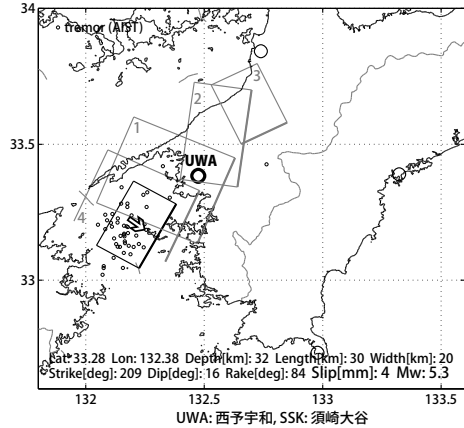 34
tremor (AIST)
3
2
1
33.5
UWA
4
33
Lat: 33.28 Lon: 132.38 Depth[km]: 32 Length[km]: 30 Width[km]: 20
Strike[deg]: 209 Dip[deg]: 16 Rake[deg]: 84 Slip[mm]: 4 Mw: 5.3
132 132.5 133 133.5
UWA: 西予宇和, SSK: 須崎大谷